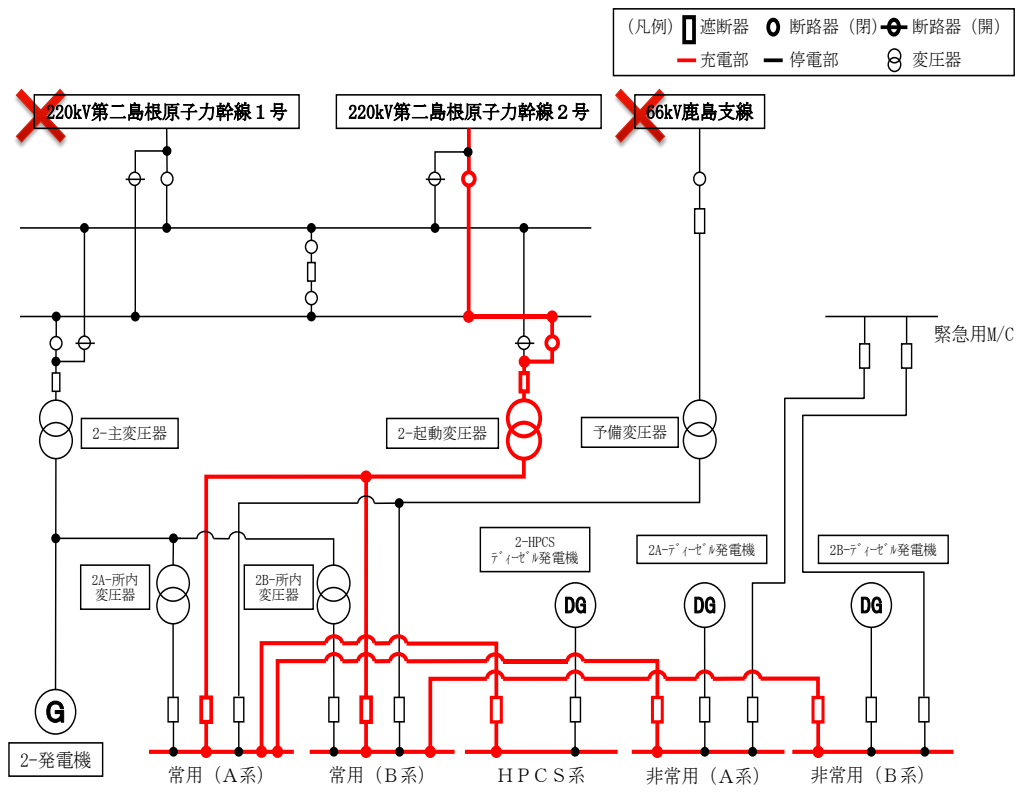 (凡例) 遮断器 断路器(閉) 断路器(開)
充電部 停電部 変圧器
220kV第二島根原子力幹線1号
220kV第二島根原子力幹線2号
66kV鹿島支線
緊急用M/C
2-主変圧器
2-起動変圧器
予備変圧器
2-HPCS
ディーゼル発電機
2A-ディーゼル発電機
2B-ディーゼル発電機
2A-所内
変圧器
2B-所内
変圧器
DG
DG
DG
G
2-発電機
常用(A系)
常用(B系)
HPCS系
非常用(A系)
非常用(B系)